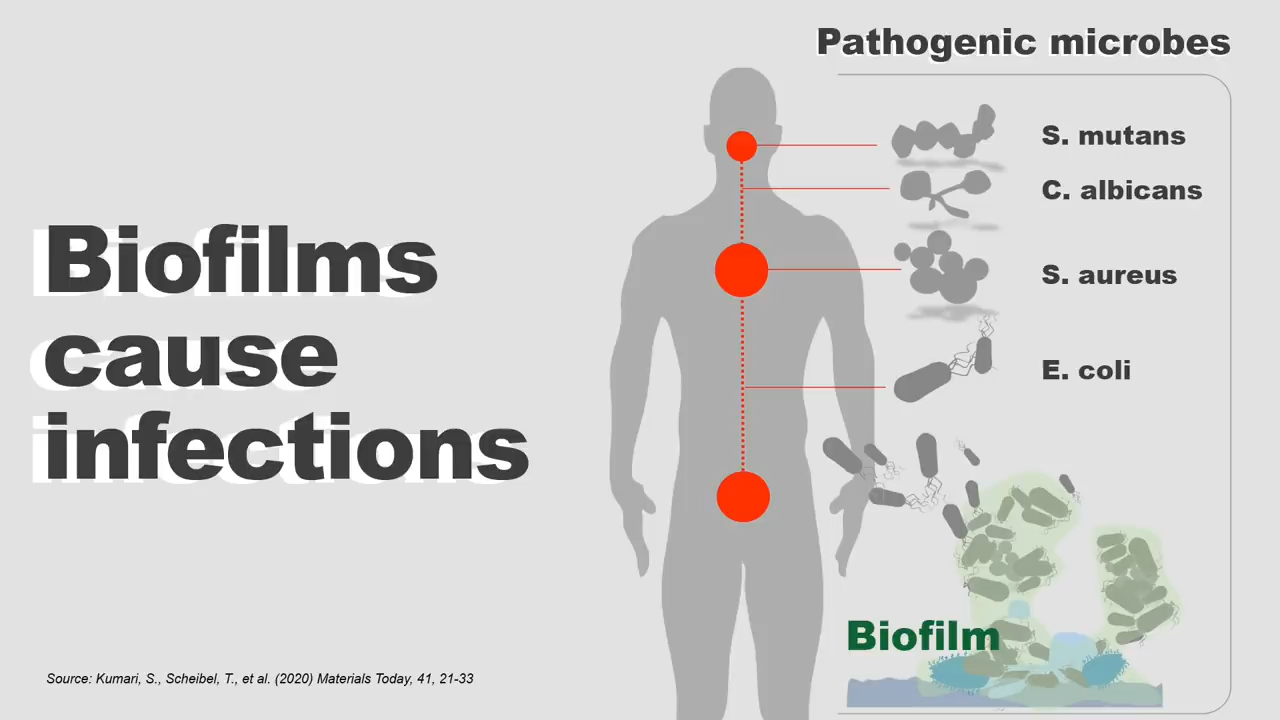 Pathogenic microbes
S. mutans
C. albicans
S. aureus
E. coli
Biofilms
cause
infections
Biofilm
Source: Kumari, S., Scheibel, T., et al. (2020) Materials Today, 41, 21-33